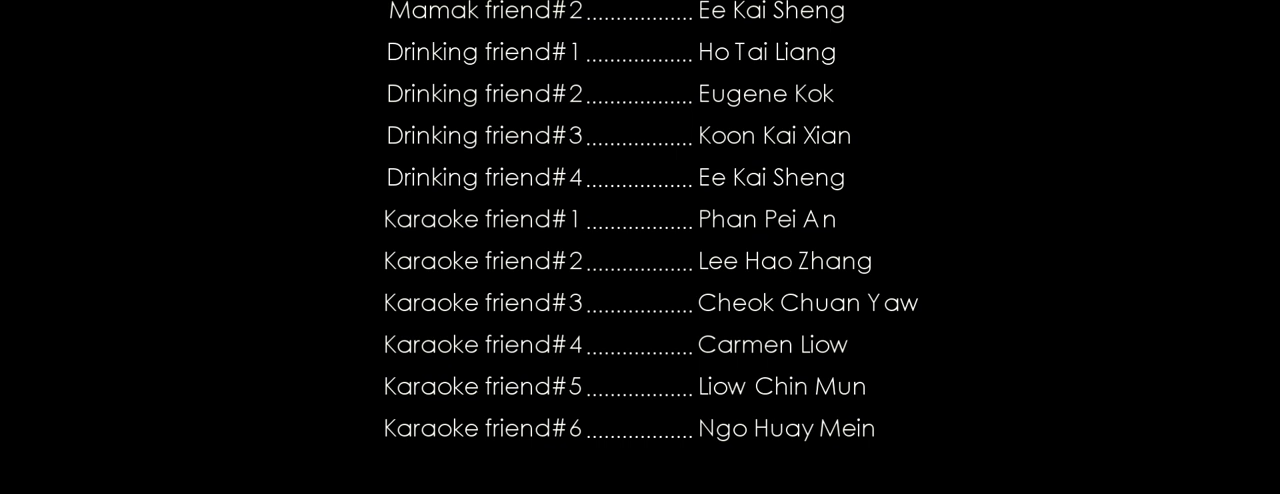 Mamak friend#2.................. Ee Kai Sheng
Drinking friend#1.................. Ho Tai Liang
Drinking friend#2.................. Eugene Kok
Drinking friend#3.................. Koon Kai Xian
Drinking friend#4.................. Ee Kai Sheng
Karaoke friend#1.................. Phan Pei An
Karaoke friend#2.................. Lee Hao Zhang
Karaoke friend#3.................. Cheok Chuan Yaw
Karaoke friend#4.................. Carmen Liow
Karaoke friend#5.................. Liow Chin Mun
Karaoke friend#6.................. Ngo Huay Mein